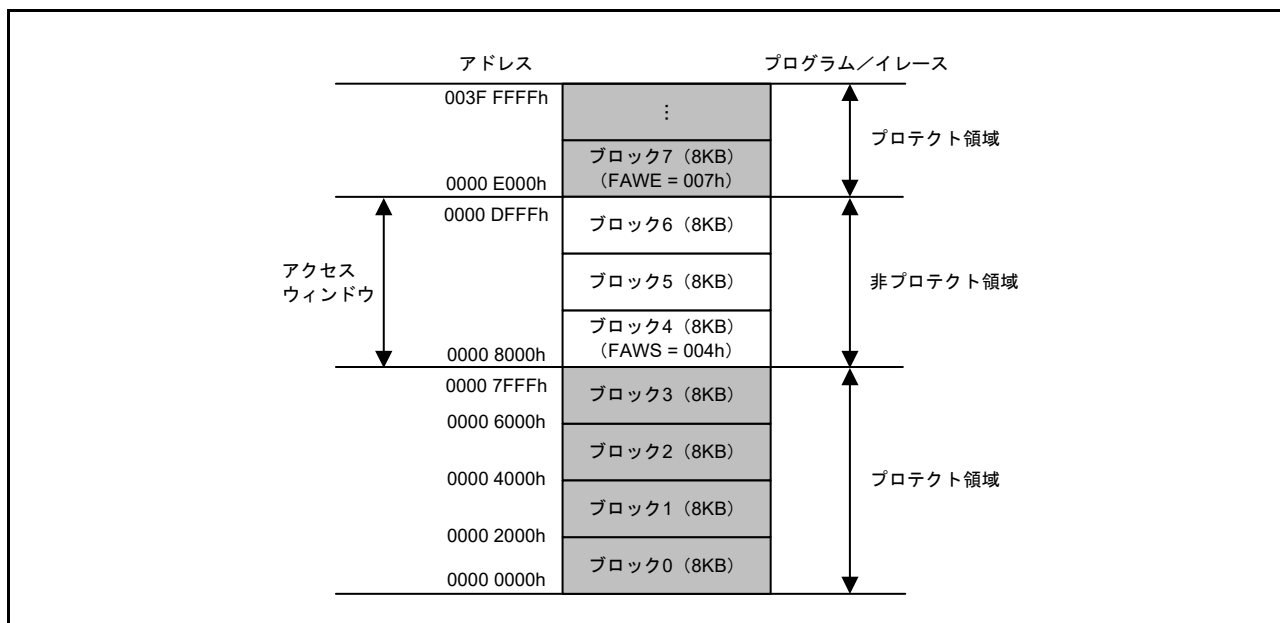 アドレス
プログラム／イレース
003F FFFFh
⋮
プロテクト領域
ブロック7（8KB）
（FAWE = 007h）
0000 E000h
0000 DFFFh
ブロック6（8KB）
アクセス
ウィンドウ
ブロック5（8KB）
非プロテクト領域
ブロック4（8KB）
（FAWS = 004h）
0000 8000h
0000 7FFFh
ブロック3（8KB）
0000 6000h
ブロック2（8KB）
0000 4000h
プロテクト領域
ブロック1（8KB）
0000 2000h
ブロック0（8KB）
0000 0000h